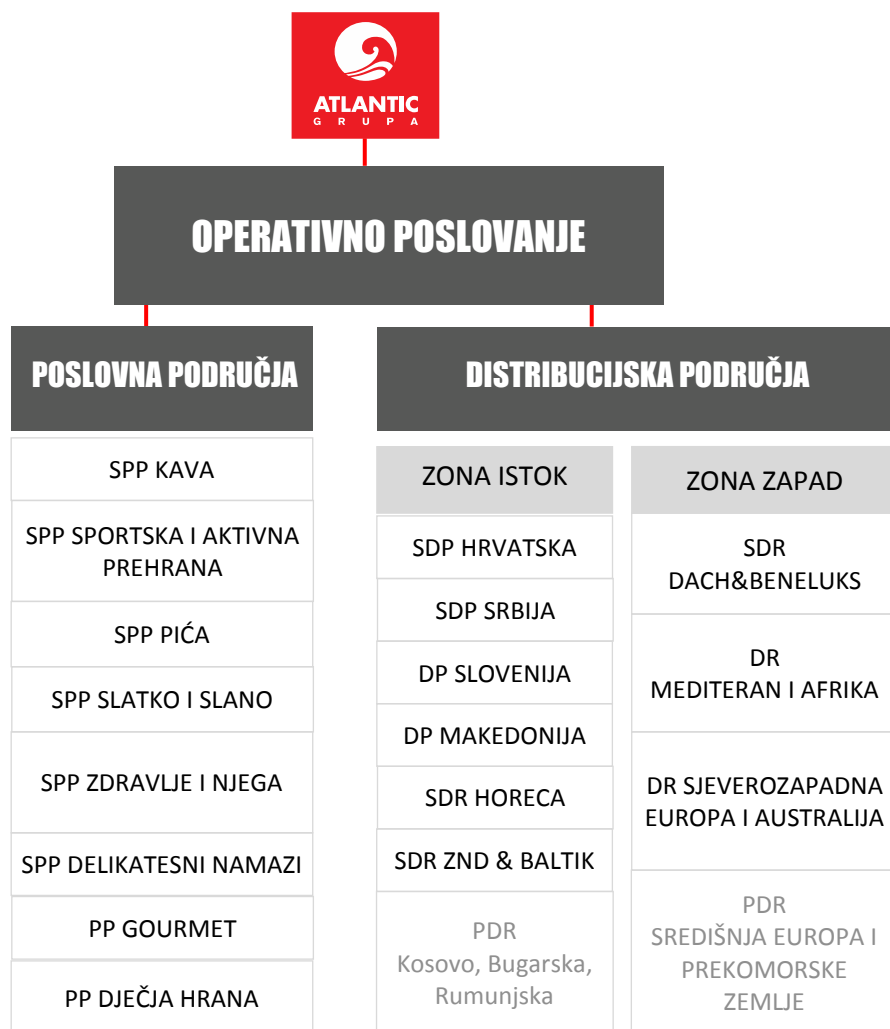 ATLANTIC
GRUPA
OPERATIVNO POSLOVANJE
POSLOVNA PODRUČJA
SPP KAVA
SPP SPORTSKA I AKTIVNA
PREHRANA
SPP PIĆA
SPP SLATKO I SLANO
SPP ZDRAVLJE I NJEGA
SPP DELIKATESNI NAMAZI
PP GOURMET
PP DJEČJA HRANA
DISTRIBUCIJSKA PODRUČJA
ZONA ISTOK
SDP HRVATSKA
SDP SRBIJA
DP SLOVENIJA
DP MAKEDONIJA
SDR HORECA
SDR ZND & BALTIK
PDR
Kosovo, Bugarska,
Rumunjska
ZONA ZAPAD
SDR
DACH&BENELUKS
DR
MEDITERAN I AFRIKA
DR SJEVEROZAPADNA
EUROPA I AUSTRALIJA
PDR
SREDIŠNJA EUROPA I
PREKOMORSKE
ZEMLJE